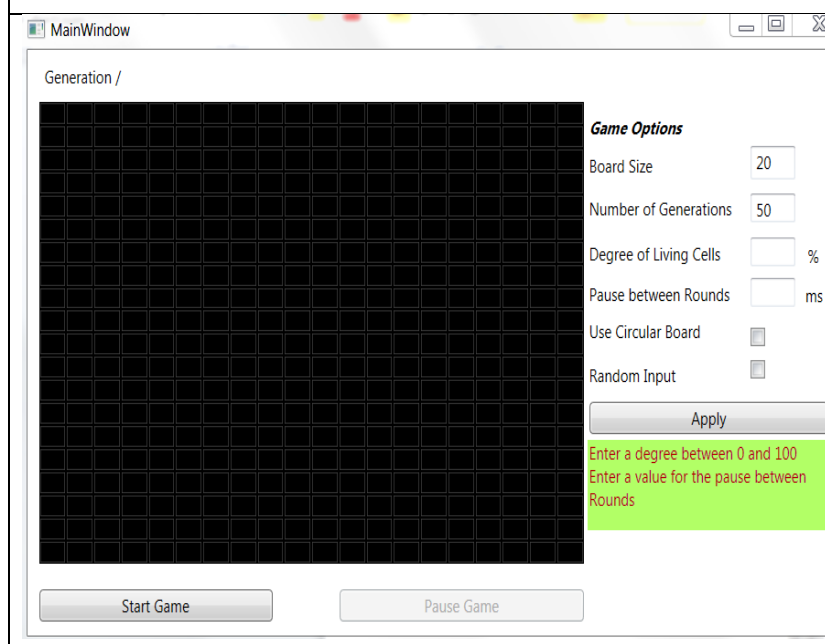 MainWindow
Generation /
Game Options
Board Size 20
Number of Generations 50
Degree of Living Cells %
Pause between Rounds ms
Use Circular Board
Random Input
Apply
Enter a degree between 0 and 100
Enter a value for the pause between
Rounds
Start Game Pause Game